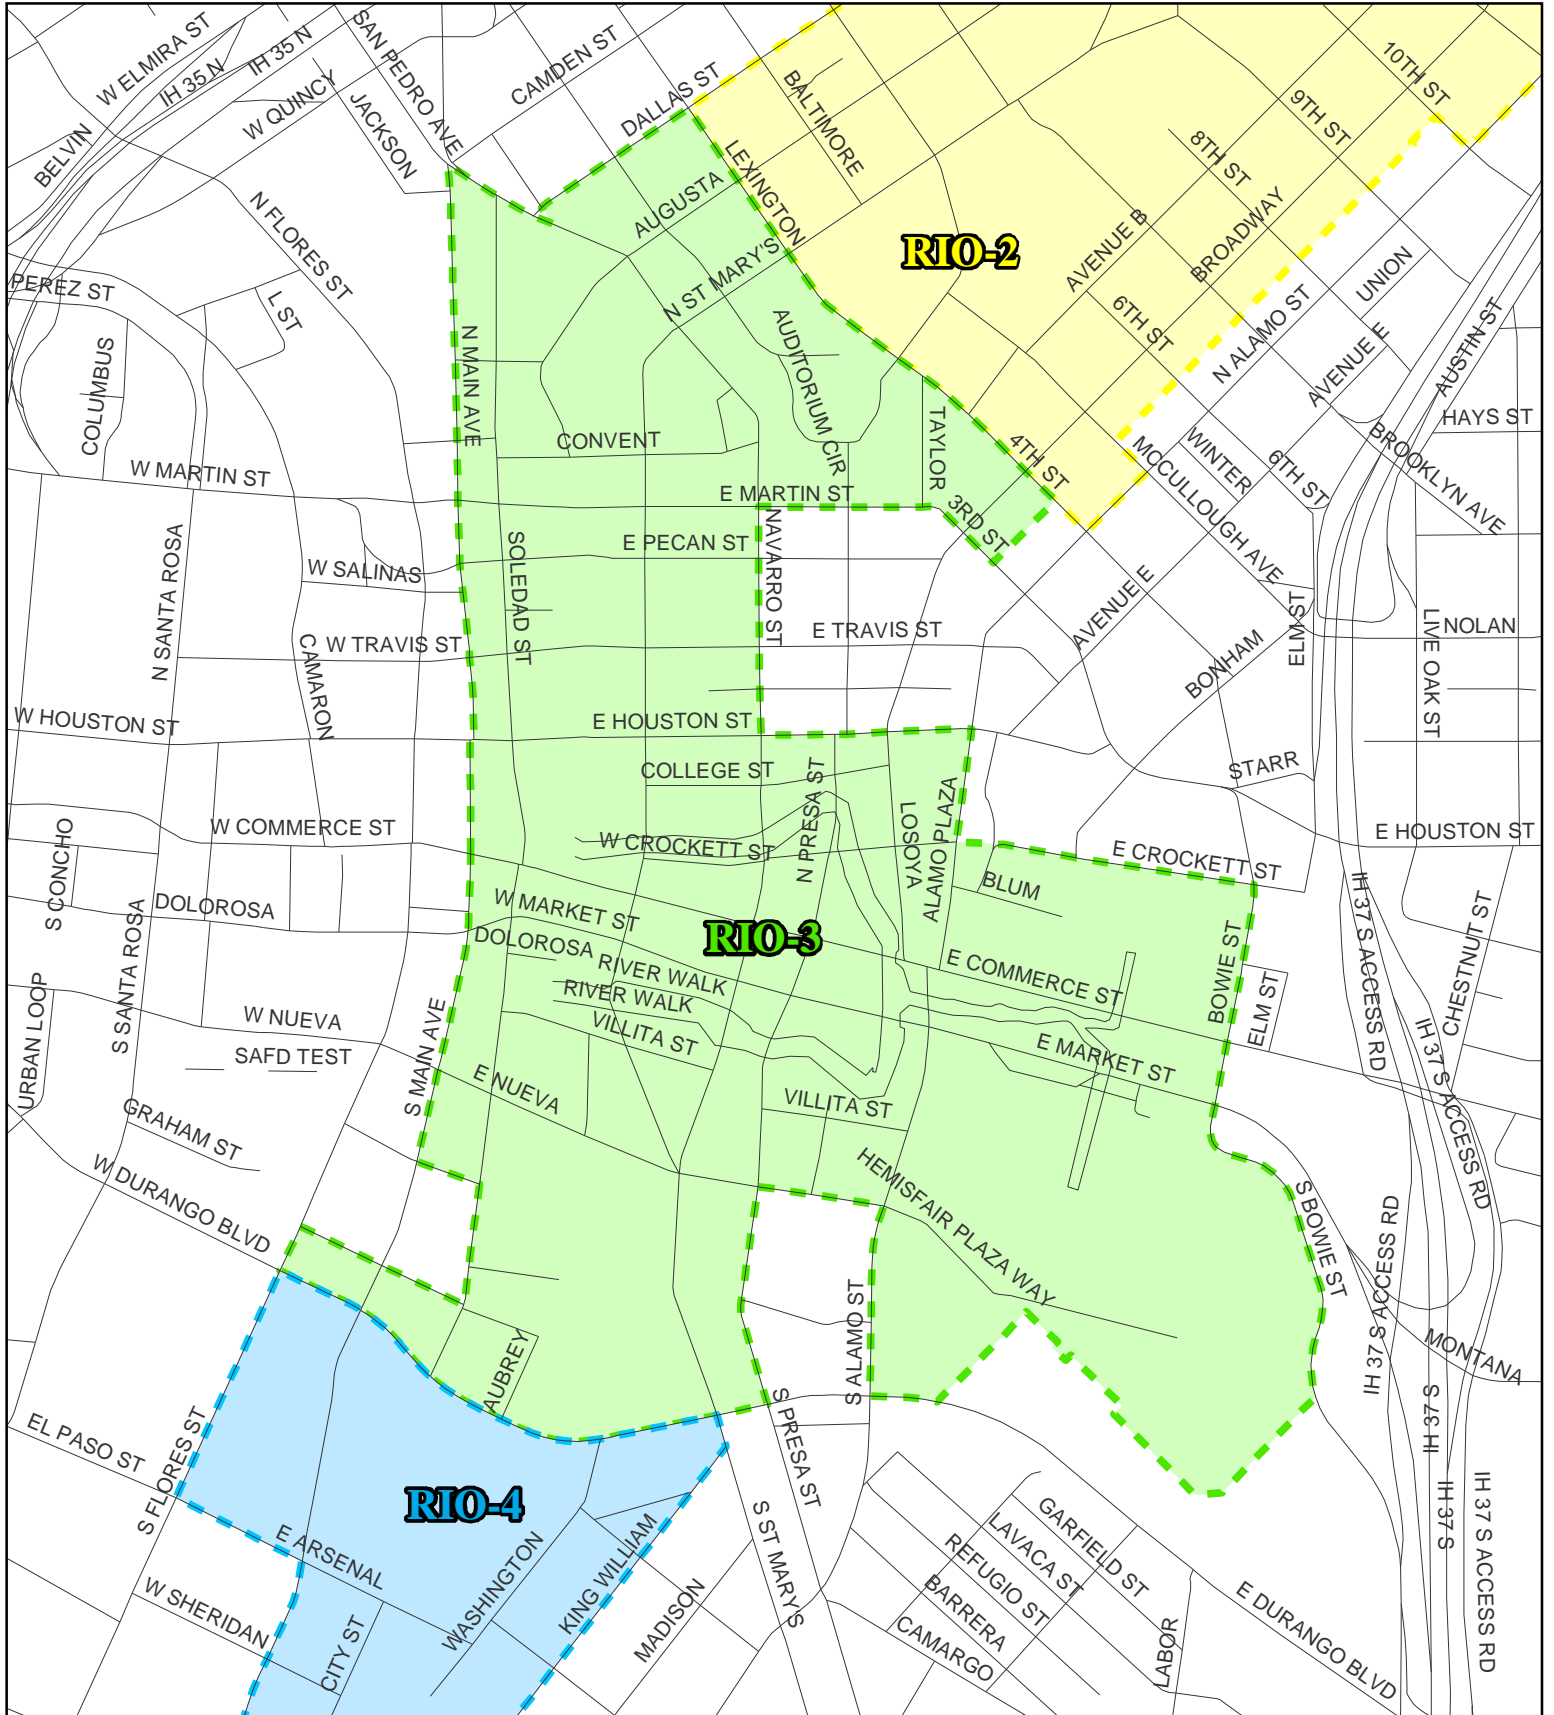 W ELMIRA ST
IH 35 N
IH 35 N
SAN PEDRO AVE
CAMDEN ST
W QUINCY
JACKSON
DALLAS ST
BALTIMORE
10TH ST
9TH ST
8TH ST
BELVIN
LEXINGTON
AUGUSTA
N FLORES ST
N ST MARY'S
RIO-2
AVENUE B
BROADWAY
UNION
PEREZ ST
L ST
6TH ST
N ALAMO ST
AUSTIN ST
COLUMBUS
N MAIN AVE
AUDITORIUM CIR
AVENUE E
TAYLOR
HAYS ST
CONVENT
4TH ST
MCCULLOUGH AVE
WINTER
6TH ST
BROOKLYN AVE
W MARTIN ST
E MARTIN ST
3RD ST
NAVARRO ST
E PECAN ST
SOLEDAD ST
W SALINAS
N SANTA ROSA
AVENUE E
ELM ST
LIVE OAK ST
NOLAN
E TRAVIS ST
W TRAVIS ST
CAMARON
BONHAM
W HOUSTON ST
E HOUSTON ST
COLLEGE ST
N PRESA ST
STARR
LOSOYA
ALAMO PLAZA
W COMMERCE ST
S CONCHO
W CROCKETT ST
E HOUSTON ST
E CROCKETT ST
BLUM
IH 37 S ACCESS RD
CHESTNUT ST
DOLOROSA
S SANTA ROSA
W MARKET ST
RIO-3
DOLOROSA
RIVER WALK
RIVER WALK
E COMMERCE ST
BOWIE ST
ELM ST
URBAN LOOP
W NUEVA
VILLITA ST
S MAIN AVE
SAFD TEST
E MARKET ST
IH 37 S ACCESS RD
E NUEVA
VILLITA ST
GRAHAM ST
W DURANGO BLVD
HEMISFAIR PLAZA WAY
S BOWIE ST
IH 37 S ACCESS RD
S ALAMO ST
AUBREY
MONTANA
S PRESA ST
EL PASO ST
S FLORES ST
S 37 HI
IH 37 S
IH 37 S ACCESS RD
RIO-4
S ST MARY'S
E ARSENAL
WASHINGTON
KING WILLIAM
GARFIELD ST
LAVACA ST
REFUGIO ST
BARRERA
CAMARGO
W SHERIDAN
CITY ST
MADISON
LABOR
E DURANGO BLVD